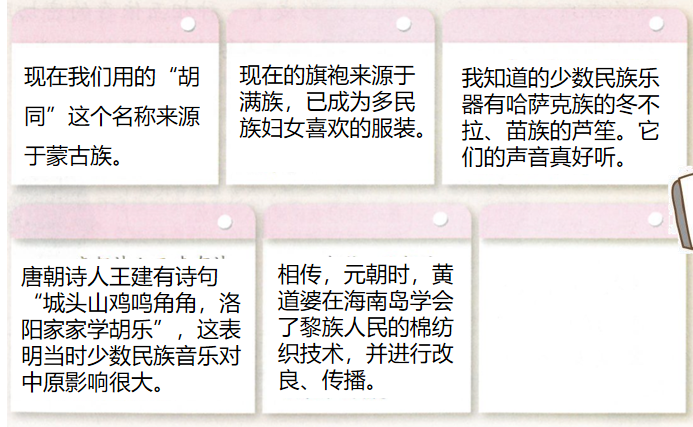 现在我们用的“胡
同”这个名称来源
于蒙古族。
现在的旗袍来源于
满族，已成为多民
族妇女喜欢的服装。
我知道的少数民族乐
器有哈萨克族的冬不
拉、苗族的芦笙。它
们的声音真好听。
唐朝诗人王建有诗句
“城头山鸡鸣角角，洛
阳家家学胡乐”，这表
明当时少数民族音乐对
中原影响很大。
相传，元朝时，黄
道婆在海南岛学会
了黎族人民的棉纺
织技术，并进行改
良、传播。